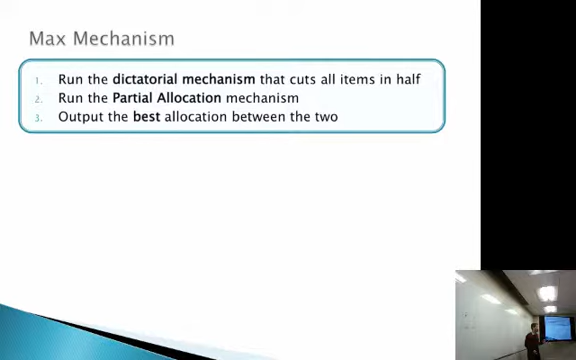 Max Mechanism
1. Run the dictatorial mechanism that cuts all items in half
2. Run the Partial Allocation mechanism
3. Output the best allocation between the two